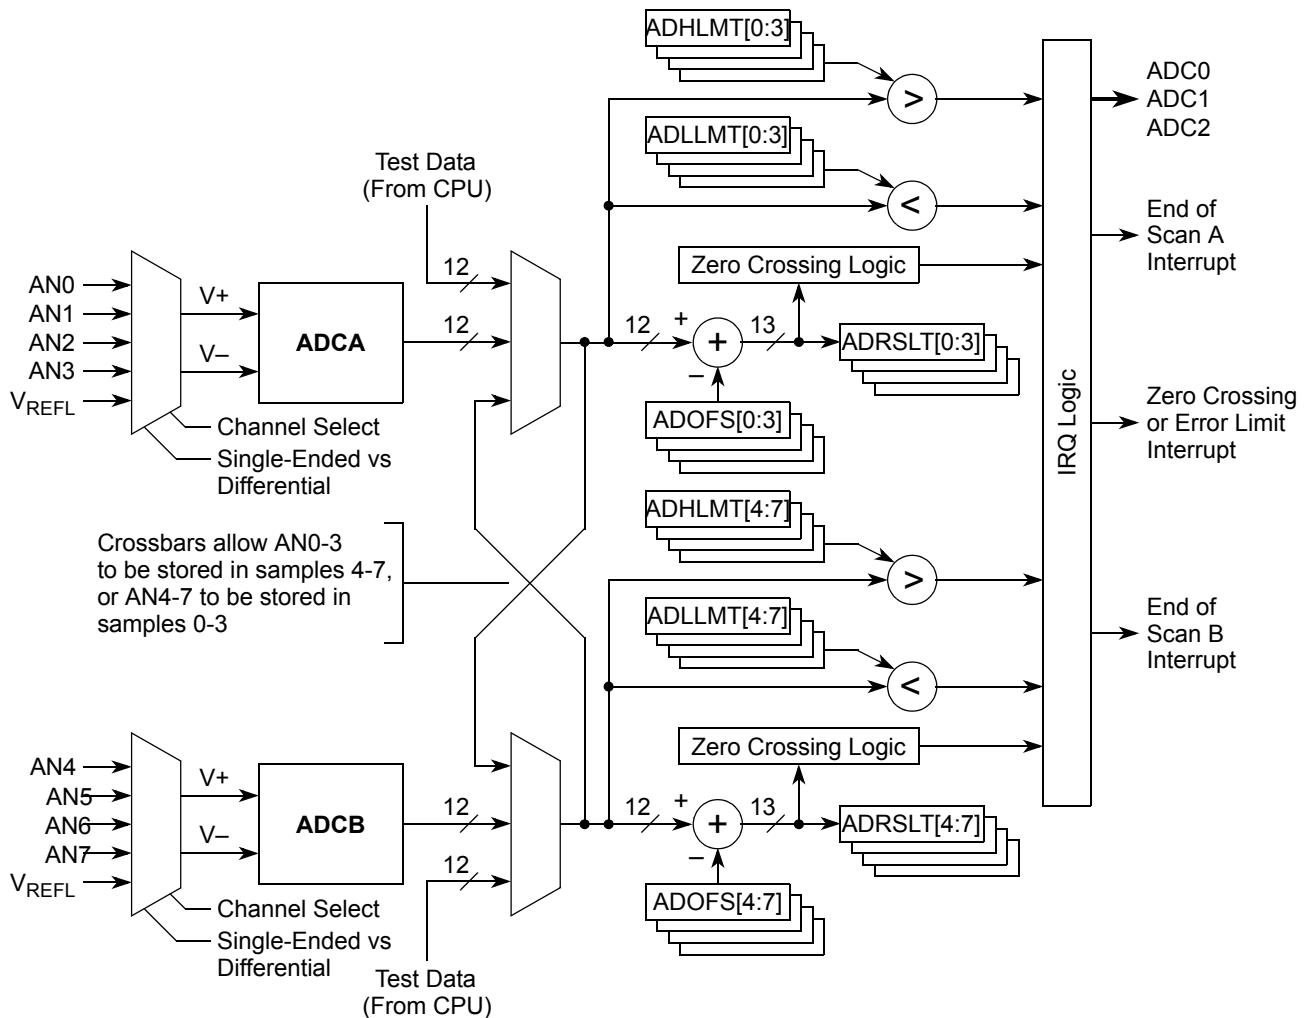 ADHLMT[0:3]
>
ADC0
ADC1
ADC2
ADLLMT[0:3]
<
Test Data
(From CPU)
End of
Scan A
Interrupt
Zero Crossing Logic
12
AN0
AN1
AN2
AN3
VREFL
V+
V–
ADCA
12
12
+
+
–
13
ADRSLT[0:3]
ADOFS[0:3]
Channel Select
Single-Ended vs
Differential
IRQ Logic
Zero Crossing
or Error Limit
Interrupt
ADHLMT[4:7]
>
Crossbars allow AN0-3
to be stored in samples 4-7,
or AN4-7 to be stored in
samples 0-3
ADLLMT[4:7]
<
End of
Scan B
Interrupt
Zero Crossing Logic
AN4
AN5
AN6
AN7
VREFL
V+
V–
ADCB
12
12
12
+
+
–
13
ADRSLT[4:7]
ADOFS[4:7]
Channel Select
Single-Ended vs
Differential
Test Data
(From CPU)